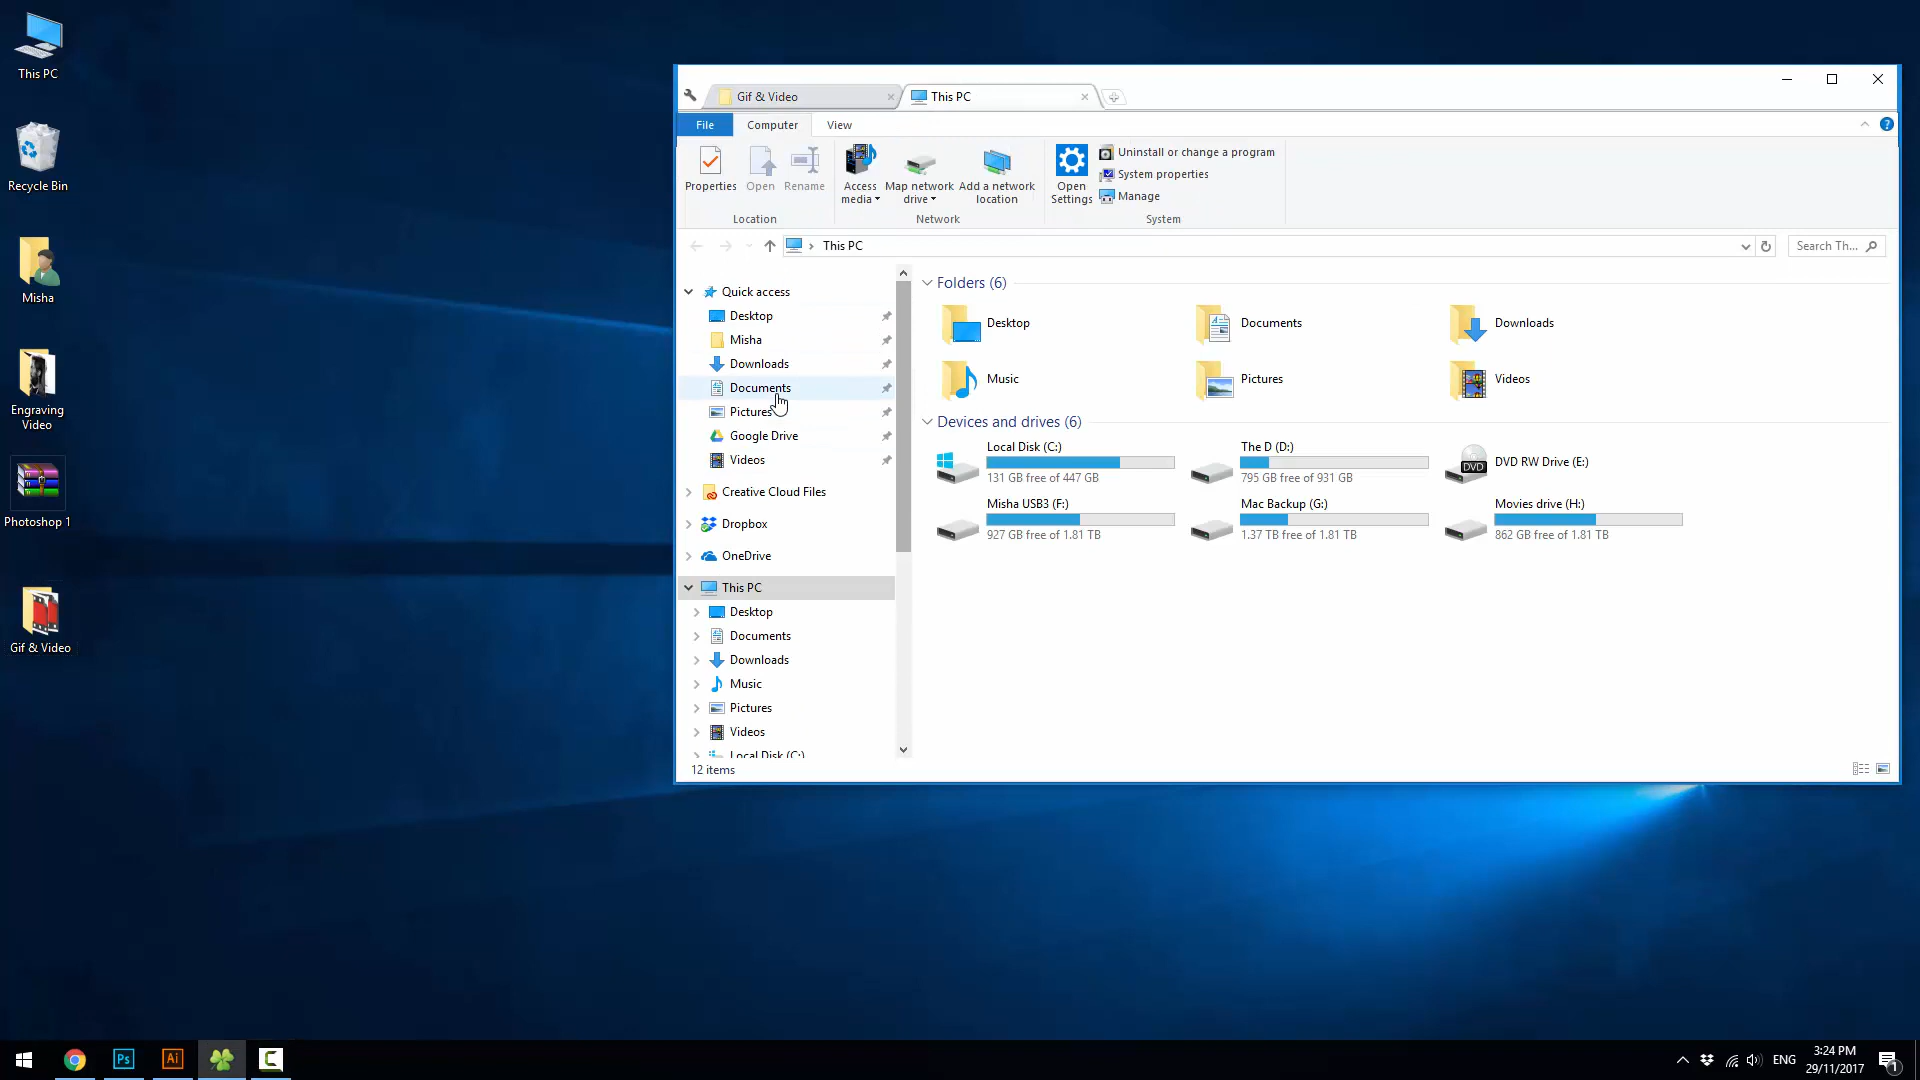 This PC
Recycle Bin
Misha
Engraving
Video
Photoshop 1
Gif & Video
Gif & Video
This PC
File
Computer
View
Properties
Open
Rename
Access
media
Map network
drive
Add a network
location
Open
Settings
Uninstall or change a program
System properties
Manage
Location
Network
System
This PC
Search Th...
Quick access
Desktop
Misha
Downloads
Documents
Pictures
Google Drive
Videos
Creative Cloud Files
Dropbox
OneDrive
This PC
Desktop
Documents
Downloads
Music
Pictures
Videos
Local Disk (C:)
Folders (6)
Desktop
Documents
Downloads
Music
Pictures
Videos
Devices and drives (6)
Local Disk (C:)
131 GB free of 447 GB
The D (D:)
795 GB free of 931 GB
DVD
DVD RW Drive (E:)
Misha USB3 (F:)
927 GB free of 1.81 TB
Mac Backup (G:)
1.37 TB free of 1.81 TB
Movies drive (H:)
862 GB free of 1.81 TB
12 items
Ps
Ai
C
ENG
3:24 PM
29/11/2017
1